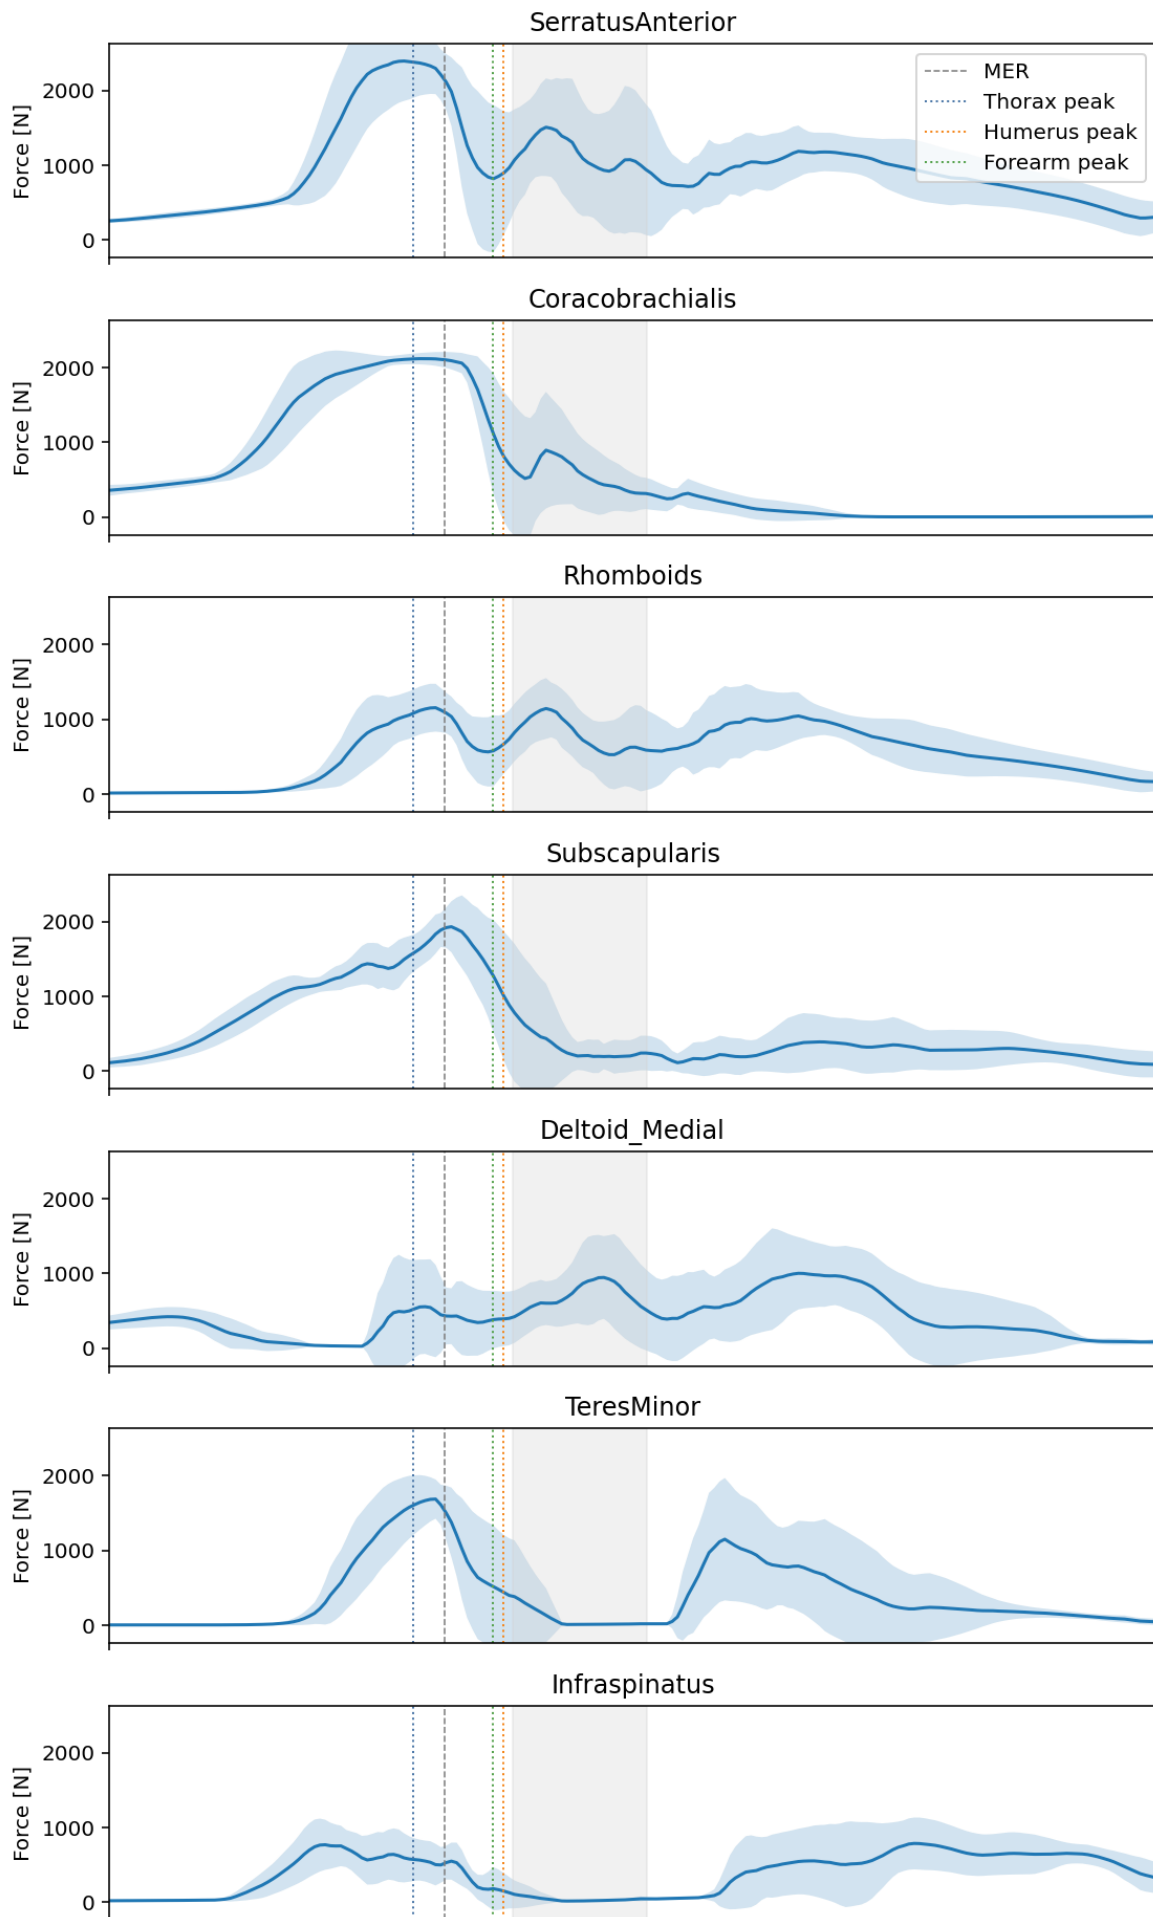 SerratusAnterior
Force [N]
2000
1000
0
MER
Thorax peak
Humerus peak
Forearm peak
Coracobrachialis
Force [N]
2000
1000
0
Rhomboids
Force [N]
2000
1000
0
Subscapularis
Force [N]
2000
1000
0
Deltoid_Medial
Force [N]
2000
1000
0
TeresMinor
Force [N]
2000
1000
0
Infraspinatus
Force [N]
2000
1000
0